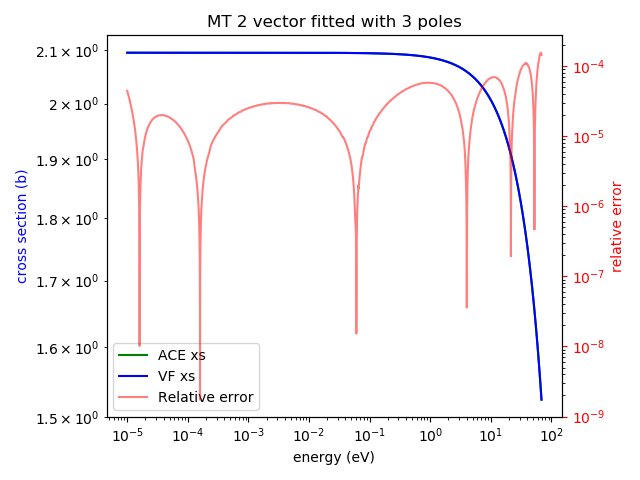 MT 2 vector fitted with 3 poles
cross section (b)
2.1 × 10⁰
2 × 10⁰
1.9 × 10⁰
1.8 × 10⁰
1.7 × 10⁰
1.6 × 10⁰
1.5 × 10⁰
ACE xs
VF xs
Relative error
10⁻⁵ 10⁻⁴ 10⁻³ 10⁻² 10⁻¹ 10⁰ 10¹ 10²
energy (eV)
10⁻⁴
10⁻⁵
10⁻⁶
10⁻⁷
10⁻⁸
10⁻⁹
relative error